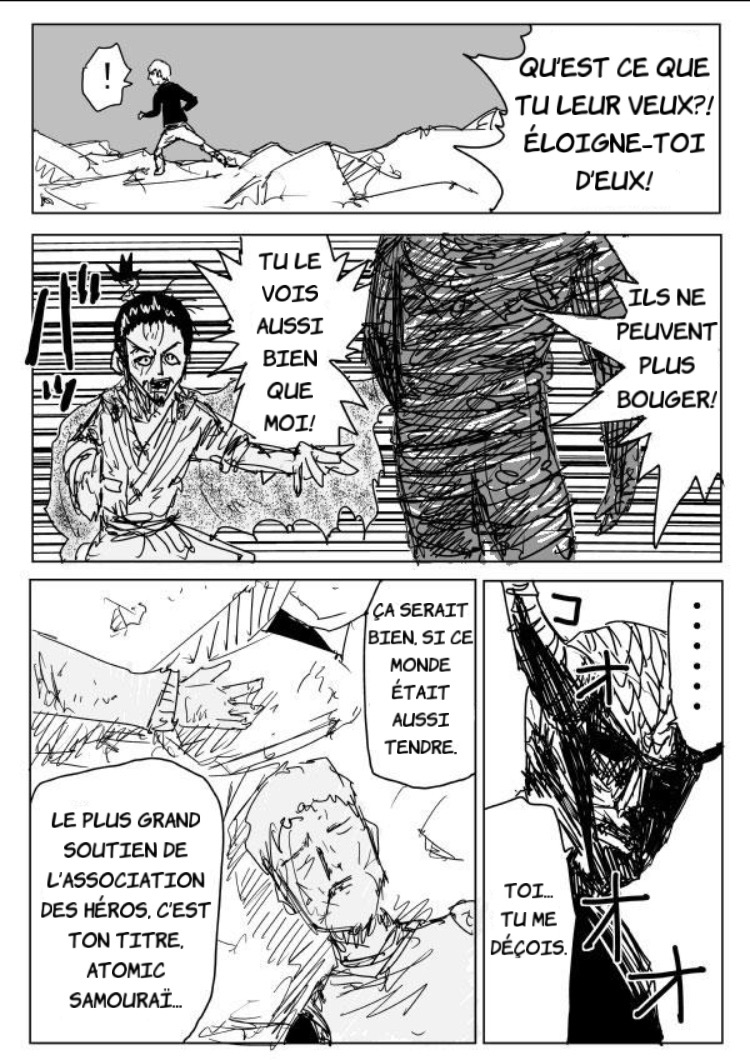 QU'EST CE QUE
TU LEUR VEUX?!
ÉLOIGNE-TOI
D'EUX!
!
ILS NE
PEUVENT
PLUS
BOUGER!
TU LE
VOIS
AUSSI
BIEN
QUE
MOI!
バッ
......
コオオオ
TOI...
TU ME
DÉÇOIS.
ÇA SERAIT
BIEN, SI CE
MONDE
ÉTAIT
AUSSI
TENDRE.
LE PLUS GRAND
SOUTIEN DE
L'ASSOCIATION
DES HÉROS, C'EST
TON TITRE,
ATOMIC
SAMOURAÏ...